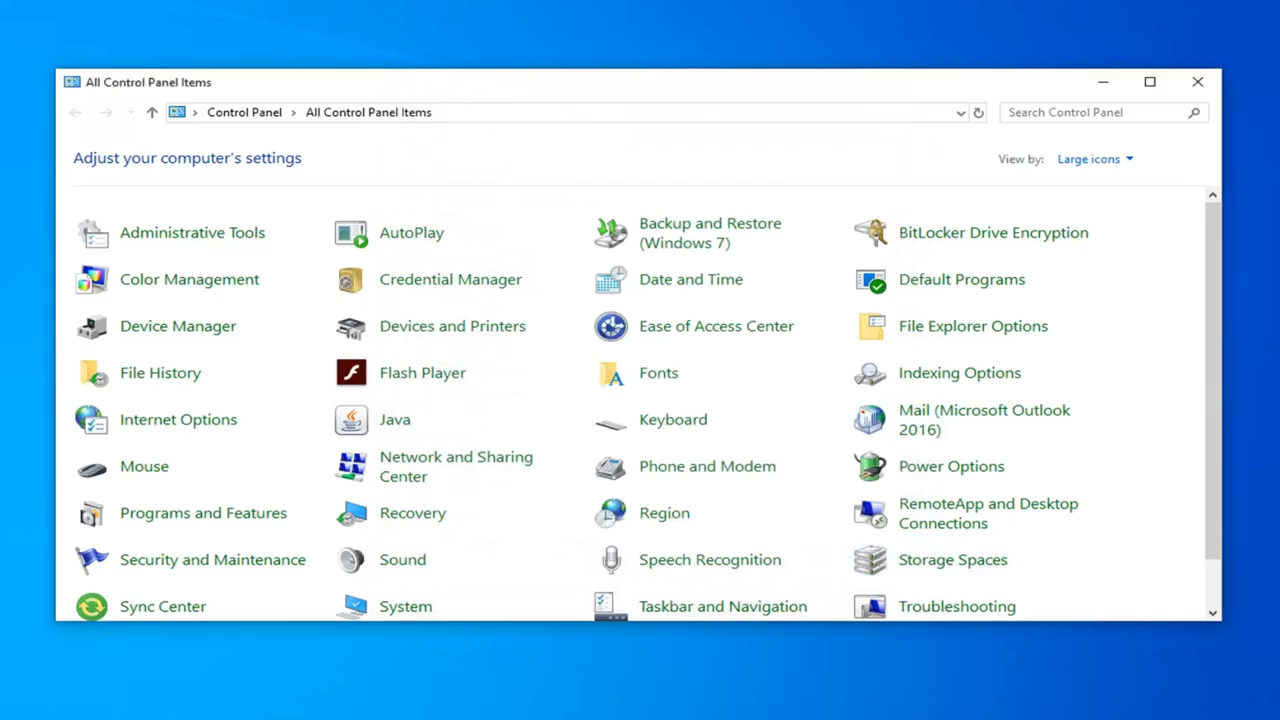 All Control Panel Items
Control Panel > All Control Panel Items
Search Control Panel
Adjust your computer's settings
View by: Large icons
Administrative Tools
AutoPlay
Backup and Restore
(Windows 7)
BitLocker Drive Encryption
Color Management
Credential Manager
Date and Time
Default Programs
Device Manager
Devices and Printers
Ease of Access Center
File Explorer Options
File History
Flash Player
Fonts
Indexing Options
Internet Options
Java
Keyboard
Mail (Microsoft Outlook
2016)
Mouse
Network and Sharing
Center
Phone and Modem
Power Options
Programs and Features
Recovery
Region
RemoteApp and Desktop
Connections
Security and Maintenance
Sound
Speech Recognition
Storage Spaces
Sync Center
System
Taskbar and Navigation
Troubleshooting